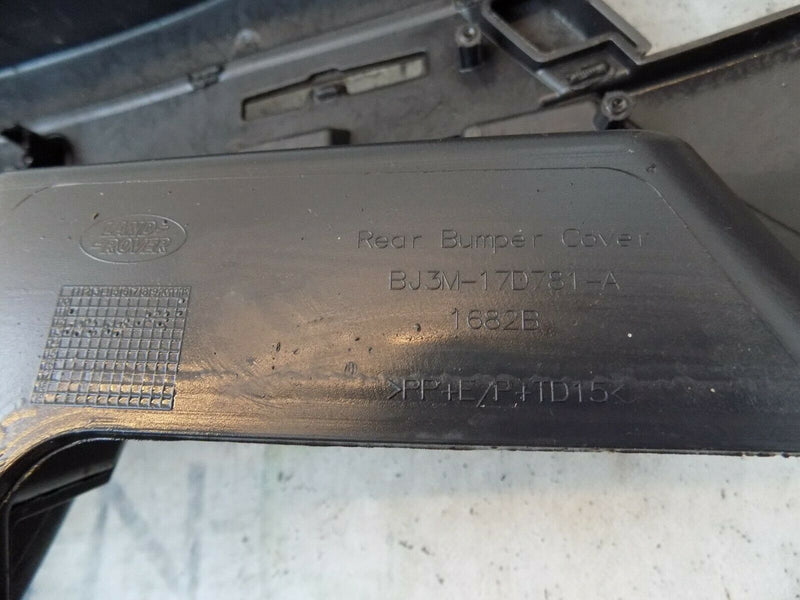 LAND-
-ROVER
Rear Bumper Cover
BJ3M-17D781-A
1682B
>PP+E/P+TD15<